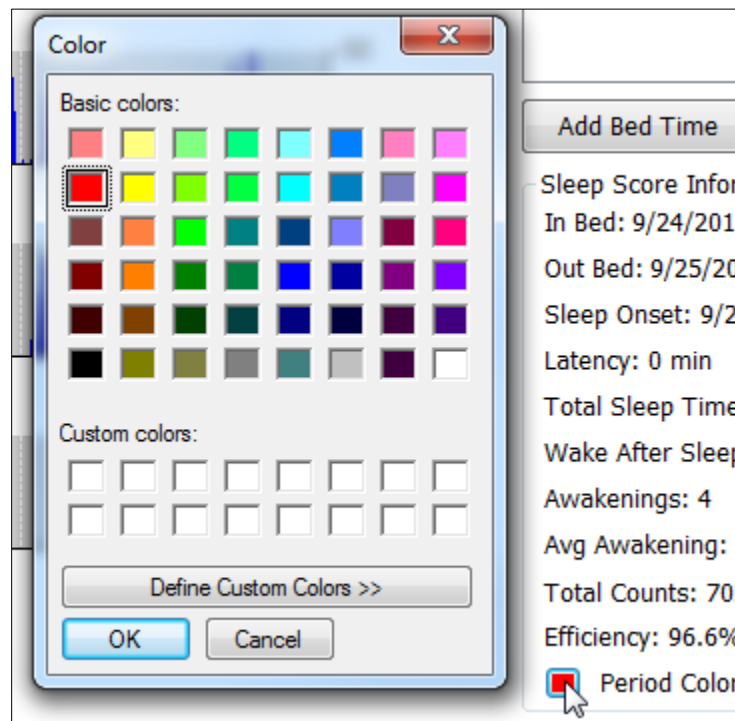 Color
Basic colors:
Custom colors:
Define Custom Colors >>
OK
Cancel
Add Bed Time
Sleep Score Infor
In Bed: 9/24/201
Out Bed: 9/25/20
Sleep Onset: 9/2
Latency: 0 min
Total Sleep Time
Wake After Sleep
Awakenings: 4
Avg Awakening:
Total Counts: 70
Efficiency: 96.6%
Period Color